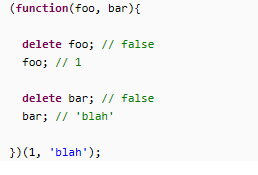 (function(foo, bar){
delete foo; // false
foo; // 1
delete bar; // false
bar; // 'blah'
})(1, 'blah');